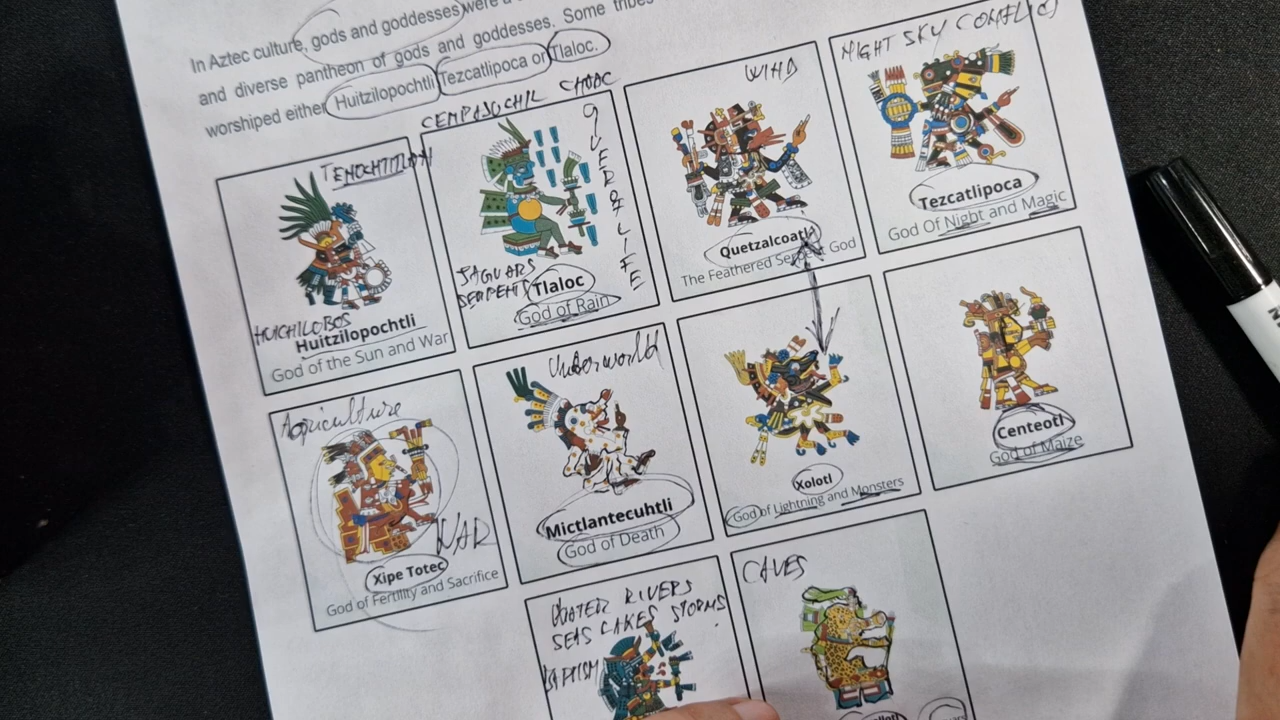 In Aztec culture, gods and goddesses were a
and diverse pantheon of gods and goddesses. Some tribes
worshiped either Huitzilopochtli Tezcatlipoca or Tlaloc.
TENOCHTITLAN
HUICHILOBOS
Huitzilopochtli
God of the Sun and War
CEMPASUCHIL CHAAC
GIVER OF LIFE
JAGUARS
SERPENTS
Tlaloc
God of Rain
WIND
Quetzalcoatl
The Feathered God
NIGHT SKY CONFLICT
Tezcatlipoca
God Of Night and Magic
Agriculture
WAR
Xipe Totec
God of Fertility and Sacrifice
Underworld
Mictlantecuhtli
God of Death
Xolotl
God of Lightning and Monsters
Centeotl
God of Maize
WATER RIVERS
SEAS LAKES STORMS
BAPTISM
CAVES